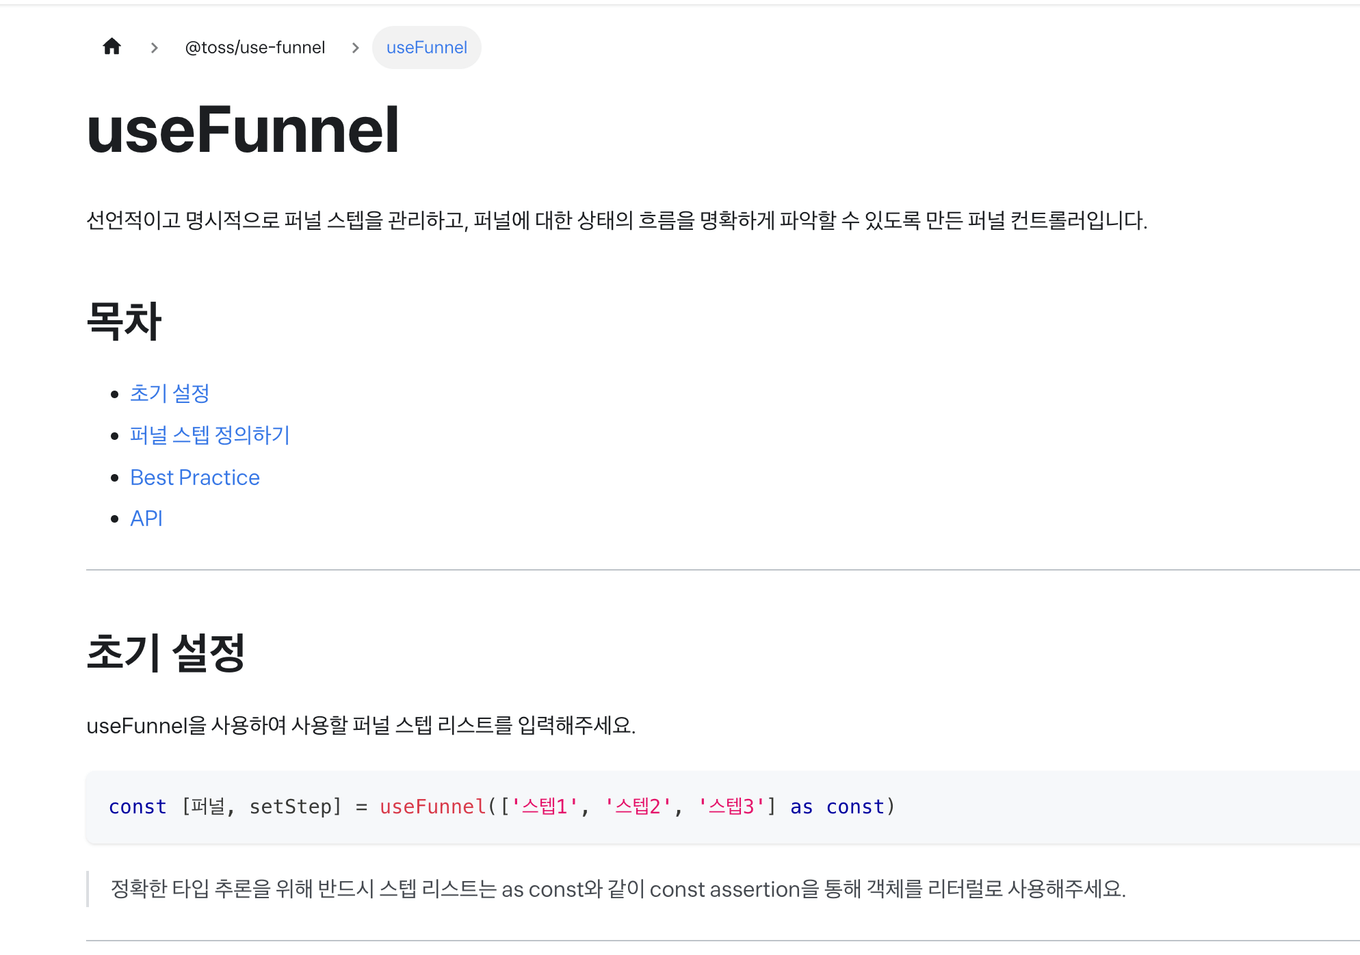 @toss/use-funnel > useFunnel
useFunnel
선언적이고 명시적으로 퍼널 스텝을 관리하고, 퍼널에 대한 상태의 흐름을 명확하게 파악할 수 있도록 만든 퍼널 컨트롤러입니다.
목차
• 초기 설정
• 퍼널 스텝 정의하기
• Best Practice
• API
초기 설정
useFunnel을 사용하여 사용할 퍼널 스텝 리스트를 입력해주세요.
const [퍼널, setStep] = useFunnel(['스텝1', '스텝2', '스텝3'] as const)
정확한 타입 추론을 위해 반드시 스텝 리스트는 as const와 같이 const assertion을 통해 객체를 리터럴로 사용해주세요.